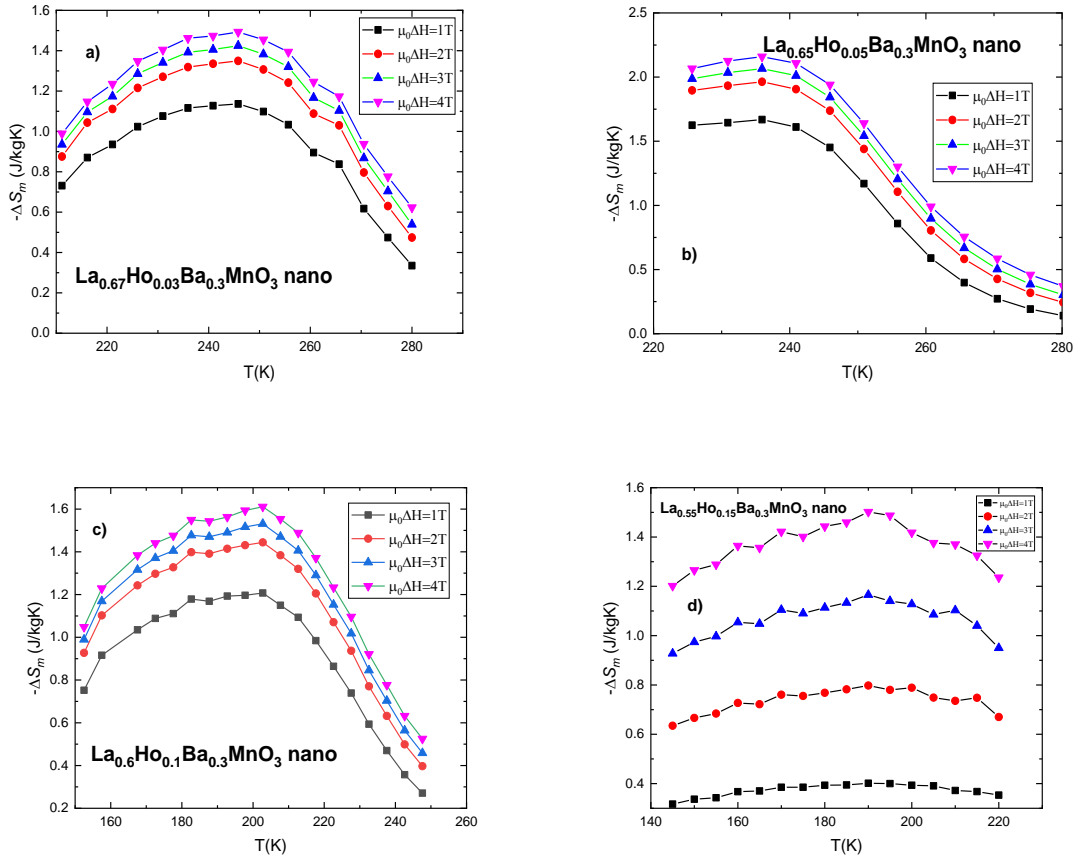 a)
μ₀ΔH=1T
μ₀ΔH=2T
μ₀ΔH=3T
μ₀ΔH=4T
1.6
1.4
1.2
1.0
0.8
0.6
0.4
0.2
0.0
-ΔSₘ (J/kgK)
La₀.₆₇Ho₀.₀₃Ba₀.₃MnO₃ nano
220 240 260 280
T(K)
La₀.₆₅Ho₀.₀₅Ba₀.₃MnO₃ nano
μ₀ΔH=1T
μ₀ΔH=2T
μ₀ΔH=3T
μ₀ΔH=4T
2.5
2.0
1.5
1.0
0.5
0.0
-ΔSₘ (J/kgK)
b)
220 240 260 280
T(K)
c)
μ₀ΔH=1T
μ₀ΔH=2T
μ₀ΔH=3T
μ₀ΔH=4T
1.6
1.4
1.2
1.0
0.8
0.6
0.4
0.2
-ΔSₘ (J/kgK)
La₀.₆Ho₀.₁Ba₀.₃MnO₃ nano
160 180 200 220 240 260
T(K)
La₀.₅₅Ho₀.₁₅Ba₀.₃MnO₃ nano
μ₀ΔH=1T
μ₀ΔH=2T
μ₀ΔH=3T
μ₀ΔH=4T
1.6
1.4
1.2
1.0
0.8
0.6
0.4
-ΔSₘ (J/kgK)
d)
140 160 180 200 220
T(K)